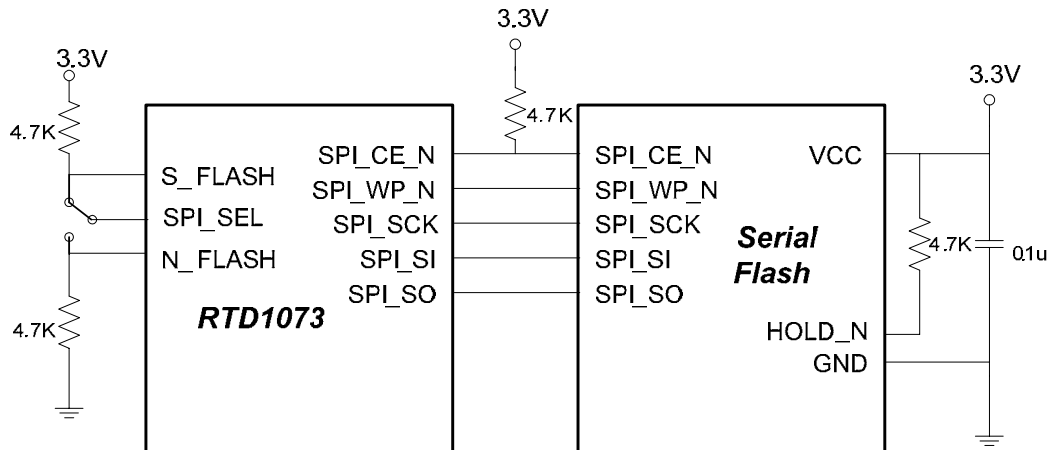 3.3V
4.7K
S_FLASH
SPI_SEL
N_FLASH
4.7K
RTD1073
SPI_CE_N
SPI_WP_N
SPI_SCK
SPI_SI
SPI_SO
3.3V
4.7K
SPI_CE_N
SPI_WP_N
SPI_SCK
SPI_SI
SPI_SO
Serial
Flash
VCC
HOLD_N
GND
3.3V
4.7K
0.1u